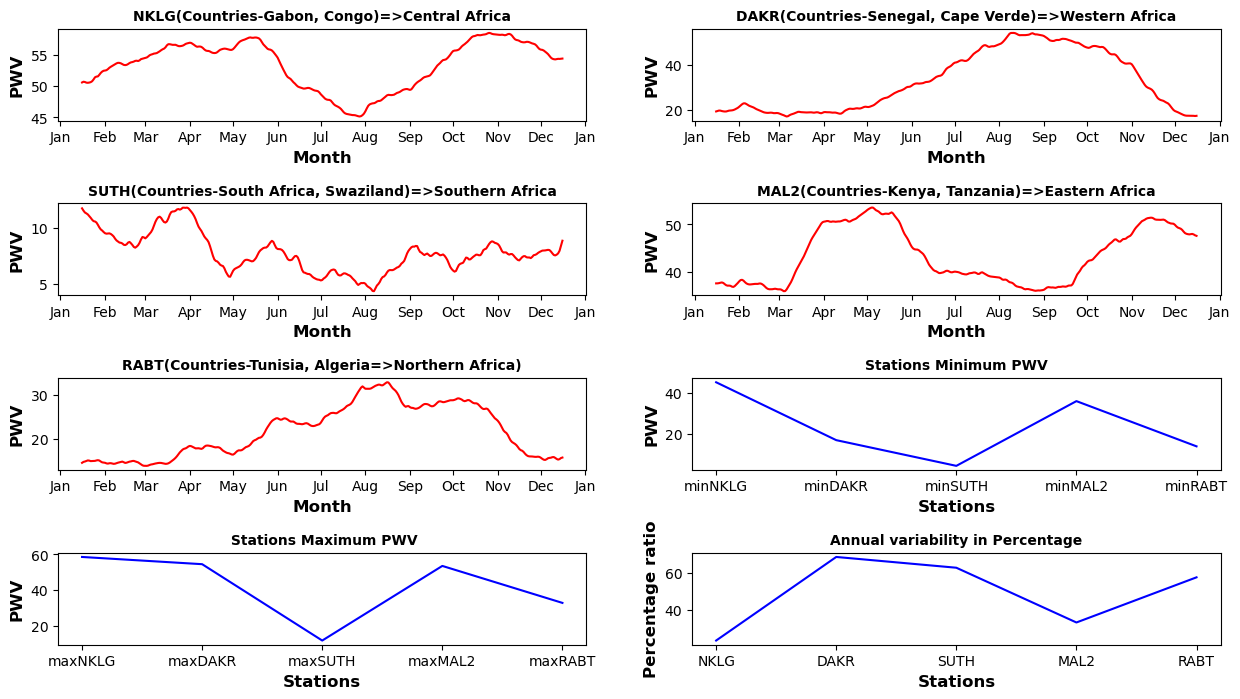 NKLG(Countries-Gabon, Congo)=>Central Africa
PWV
55
50
45
Jan Feb Mar Apr May Jun Jul Aug Sep Oct Nov Dec Jan
Month
DAKR(Countries-Senegal, Cape Verde)=>Western Africa
PWV
40
20
Jan Feb Mar Apr May Jun Jul Aug Sep Oct Nov Dec Jan
Month
SUTH(Countries-South Africa, Swaziland)=>Southern Africa
PWV
10
5
Jan Feb Mar Apr May Jun Jul Aug Sep Oct Nov Dec Jan
Month
MAL2(Countries-Kenya, Tanzania)=>Eastern Africa
PWV
50
40
Jan Feb Mar Apr May Jun Jul Aug Sep Oct Nov Dec Jan
Month
RABT(Countries-Tunisia, Algeria=>Northern Africa)
PWV
30
20
Jan Feb Mar Apr May Jun Jul Aug Sep Oct Nov Dec Jan
Month
Stations Minimum PWV
PWV
40
20
minNKLG minDAKR minSUTH minMAL2 minRABT
Stations
Stations Maximum PWV
PWV
60
40
20
maxNKLG maxDAKR maxSUTH maxMAL2 maxRABT
Stations
Annual variability in Percentage
Percentage ratio
60
40
NKLG DAKR SUTH MAL2 RABT
Stations